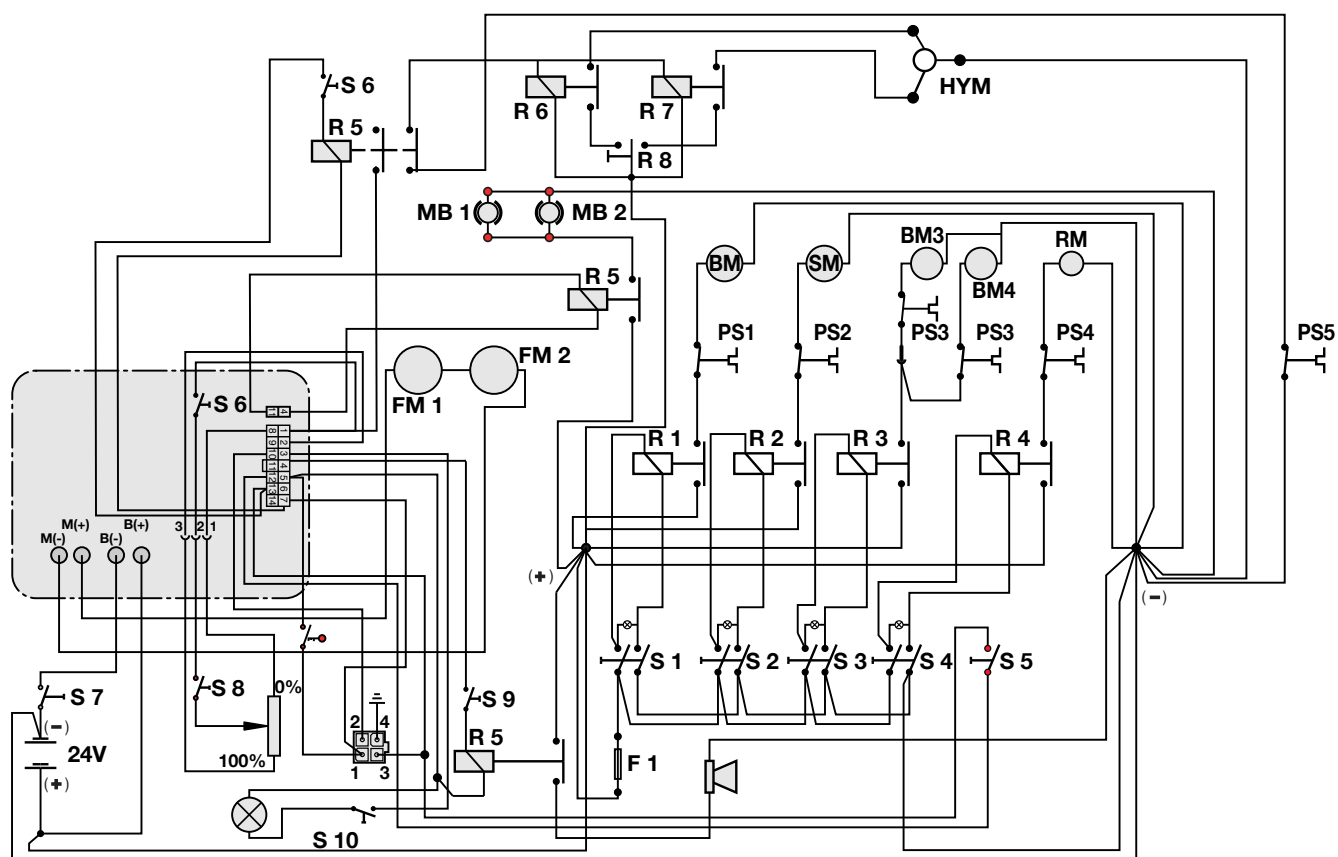 HYM
S 6
R 6
R 7
R 5
R 8
MB 1
MB 2
BM3
RM
BM
SM
BM4
R 5
PS1
PS2
PS3
PS3
PS4
PS5
FM 2
FM 1
S 6
11 4
8 1
9 2
10 3
11 4
12 5
13 6
14 7
R 1
R 2
R 3
R 4
M(+)
B(+)
M(-)
B(-)
3 2 1
(+)
(-)
S 1
S 2
S 3
S 4
S 5
S 7
S 8
0%
S 9
(-)
24V
(+)
100%
2 4
1 3
R 5
F 1
S 10